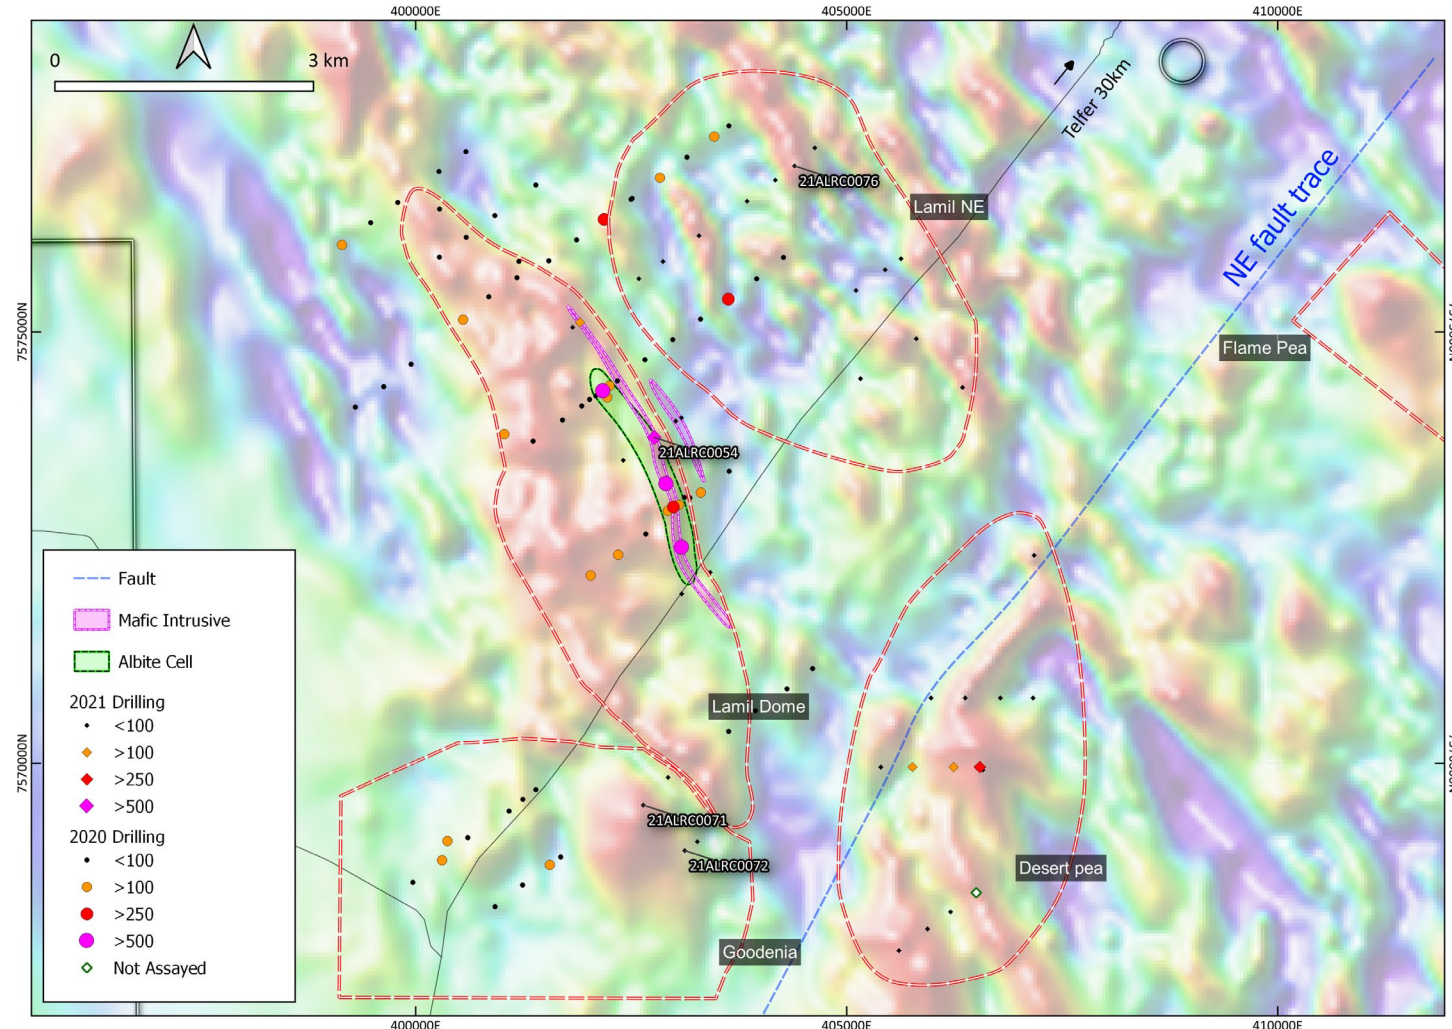 400000E 405000E 410000E
0 3 km
Telfer 30km
NE fault trace
21ALRC0076
Lamil NE
7575000N
Flame Pea
21ALRC0054
Fault
Mafic Intrusive
Albite Cell
2021 Drilling
<100
>100
>250
>500
2020 Drilling
<100
>100
>250
>500
Not Assayed
Lamil Dome
7570000N
21ALRC0071
21ALRC0072
Desert pea
Goodenia
400000E 405000E 410000E